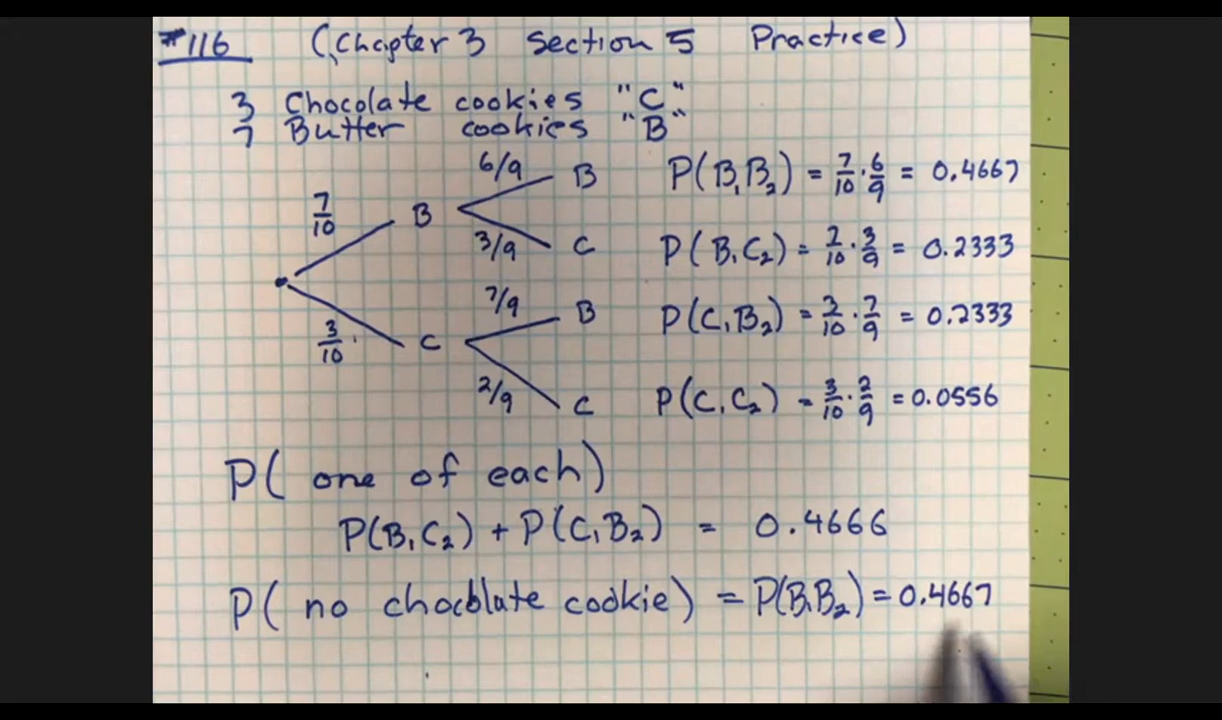 #116 (Chapter 3 Section 5 Practice)
3 Chocolate cookies "C"
7 Butter cookies "B"
6/9 B P(B₁B₂) = 7/10 · 6/9 = 0.4667
7/10 B
3/9 C P(B₁C₂) = 7/10 · 3/9 = 0.2333
7/9 B P(C₁B₂) = 3/10 · 7/9 = 0.2333
3/10 C
2/9 C P(C₁C₂) = 3/10 · 2/9 = 0.0556
P( one of each)
P(B₁C₂) + P(C₁B₂) = 0.4666
P( no chocolate cookie) = P(B₁B₂) = 0.4667